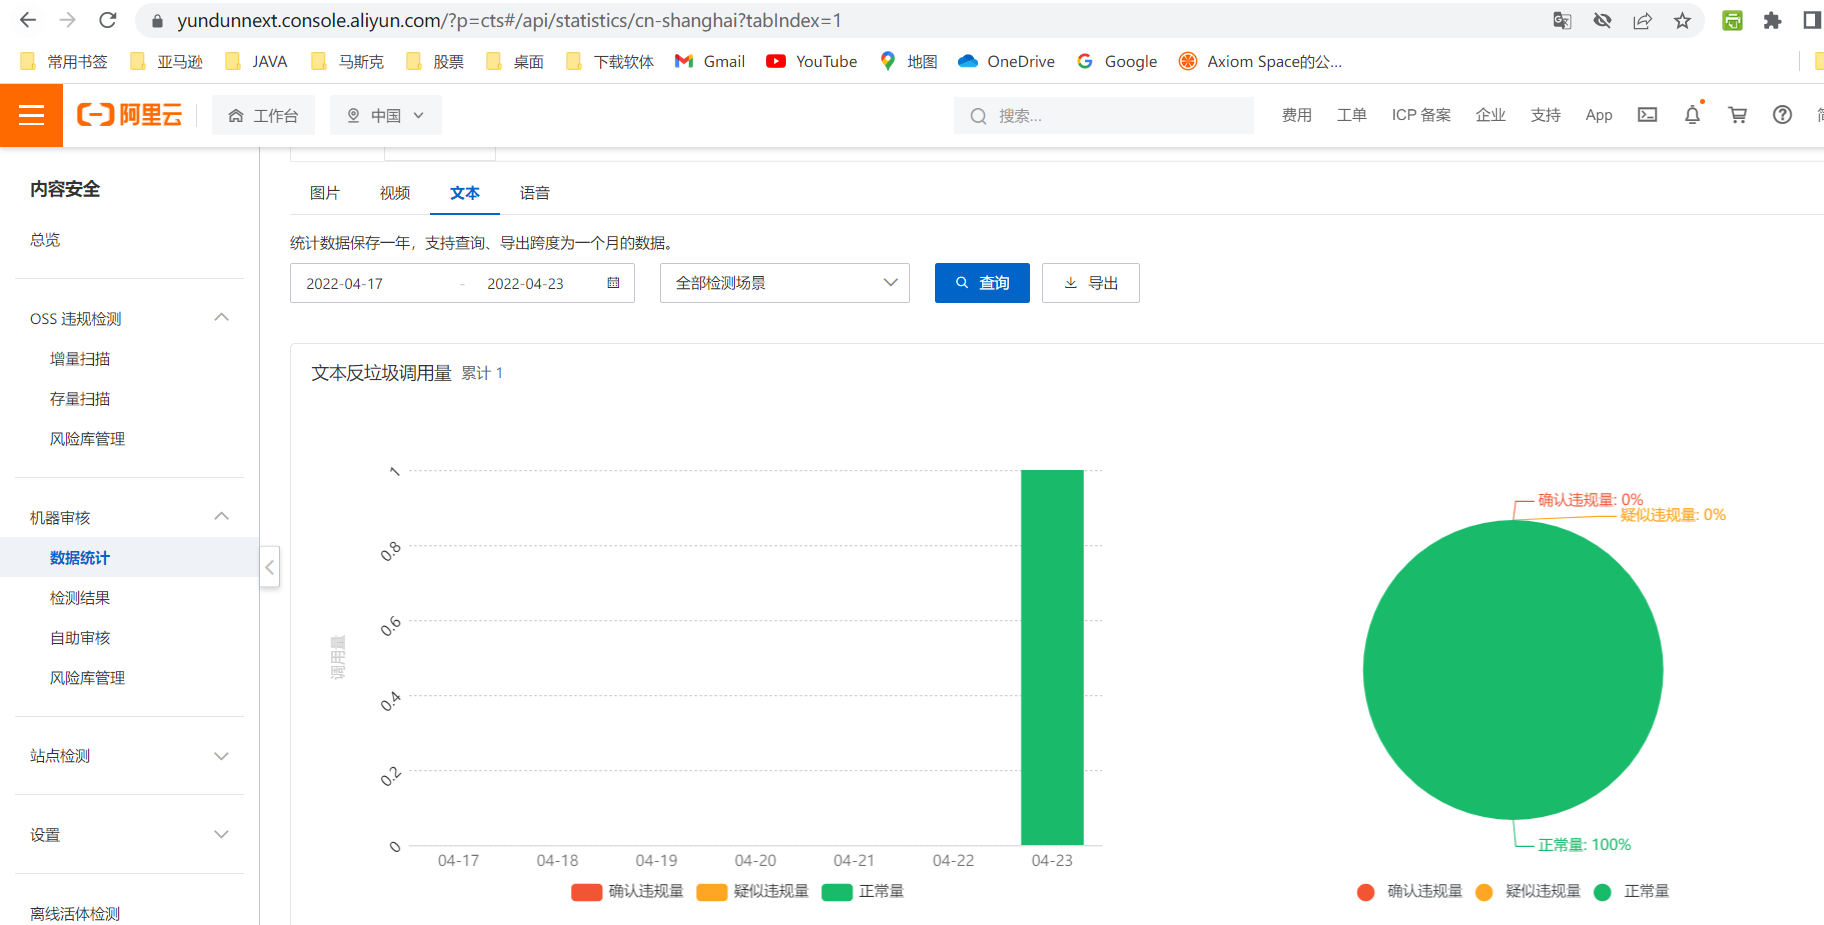 yundunnext.console.aliyun.com/?p=cts#/api/statistics/cn-shanghai?tabIndex=1
常用书签 亚马逊 JAVA 马斯克 股票 桌面 下载软体 Gmail YouTube 地图 OneDrive Google Axiom Space的公...
阿里云 工作台 中国 搜索... 费用 工单 ICP 备案 企业 支持 App
内容安全
总览
OSS 违规检测
增量扫描
存量扫描
风险库管理
机器审核
数据统计
检测结果
自助审核
风险库管理
站点检测
设置
离线活体检测
图片 视频 文本 语音
统计数据保存一年，支持查询、导出跨度为一个月的数据。
2022-04-17 - 2022-04-23 全部检测场景 查询 导出
文本反垃圾调用量 累计 1
调用量
1
0.8
0.6
0.4
0.2
0
04-17 04-18 04-19 04-20 04-21 04-22 04-23
确认违规量 疑似违规量 正常量
确认违规量: 0%
疑似违规量: 0%
正常量: 100%
确认违规量 疑似违规量 正常量